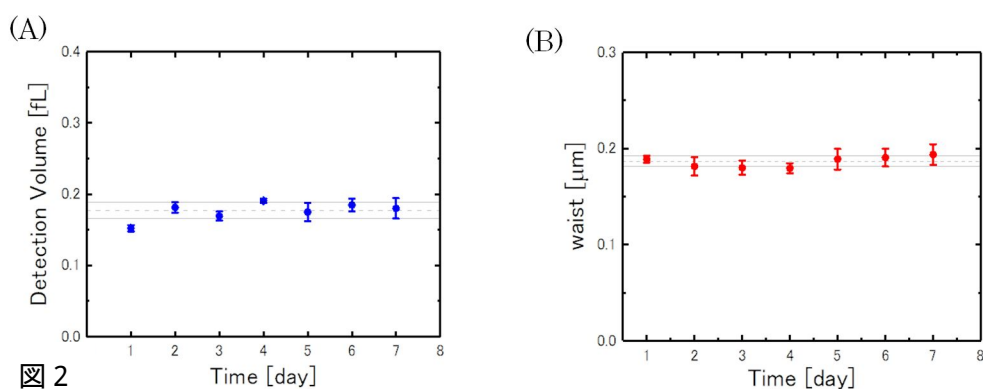 (A)
0.4
0.3
0.2
0.1
0.0
Detection Volume [fL]
1 2 3 4 5 6 7 8
Time [day]
(B)
0.3
0.2
0.1
0.0
waist [μm]
1 2 3 4 5 6 7 8
Time [day]
図2